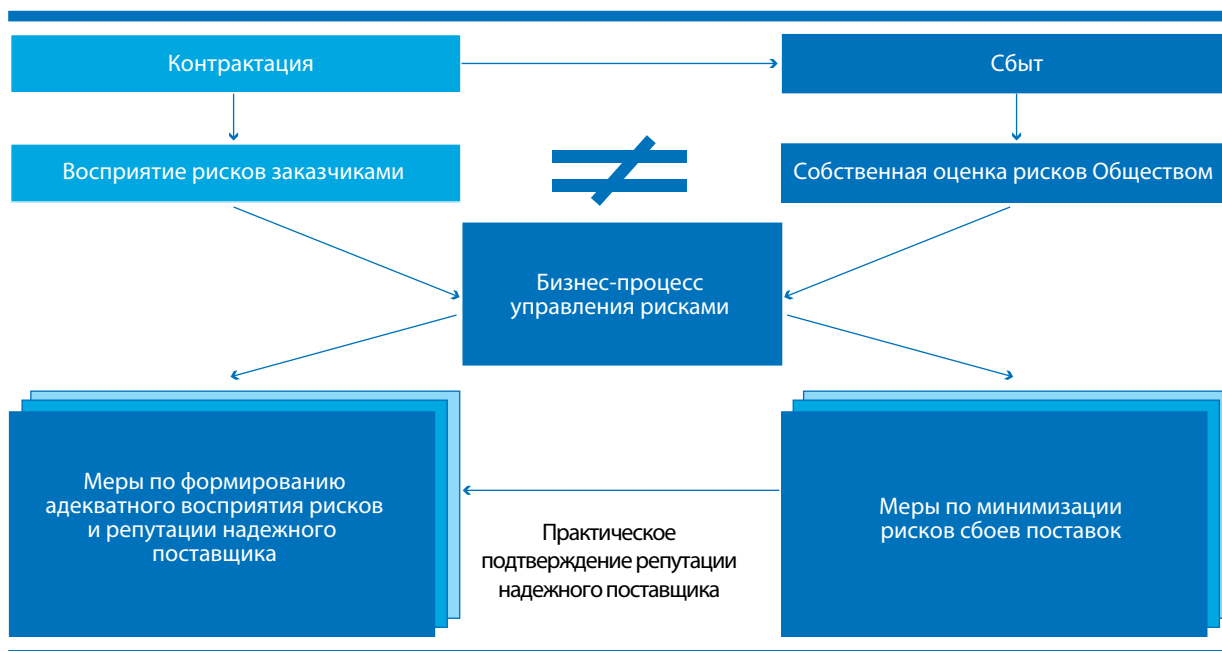 Контрактация
Сбыт
Восприятие рисков заказчиками
Собственная оценка рисков Обществом
Бизнес-процесс
управления рисками
Меры по формированию
адекватного восприятия рисков
и репутации надежного
поставщика
Практическое
подтверждение репутации
надежного поставщика
Меры по минимизации
рисков сбоев поставок